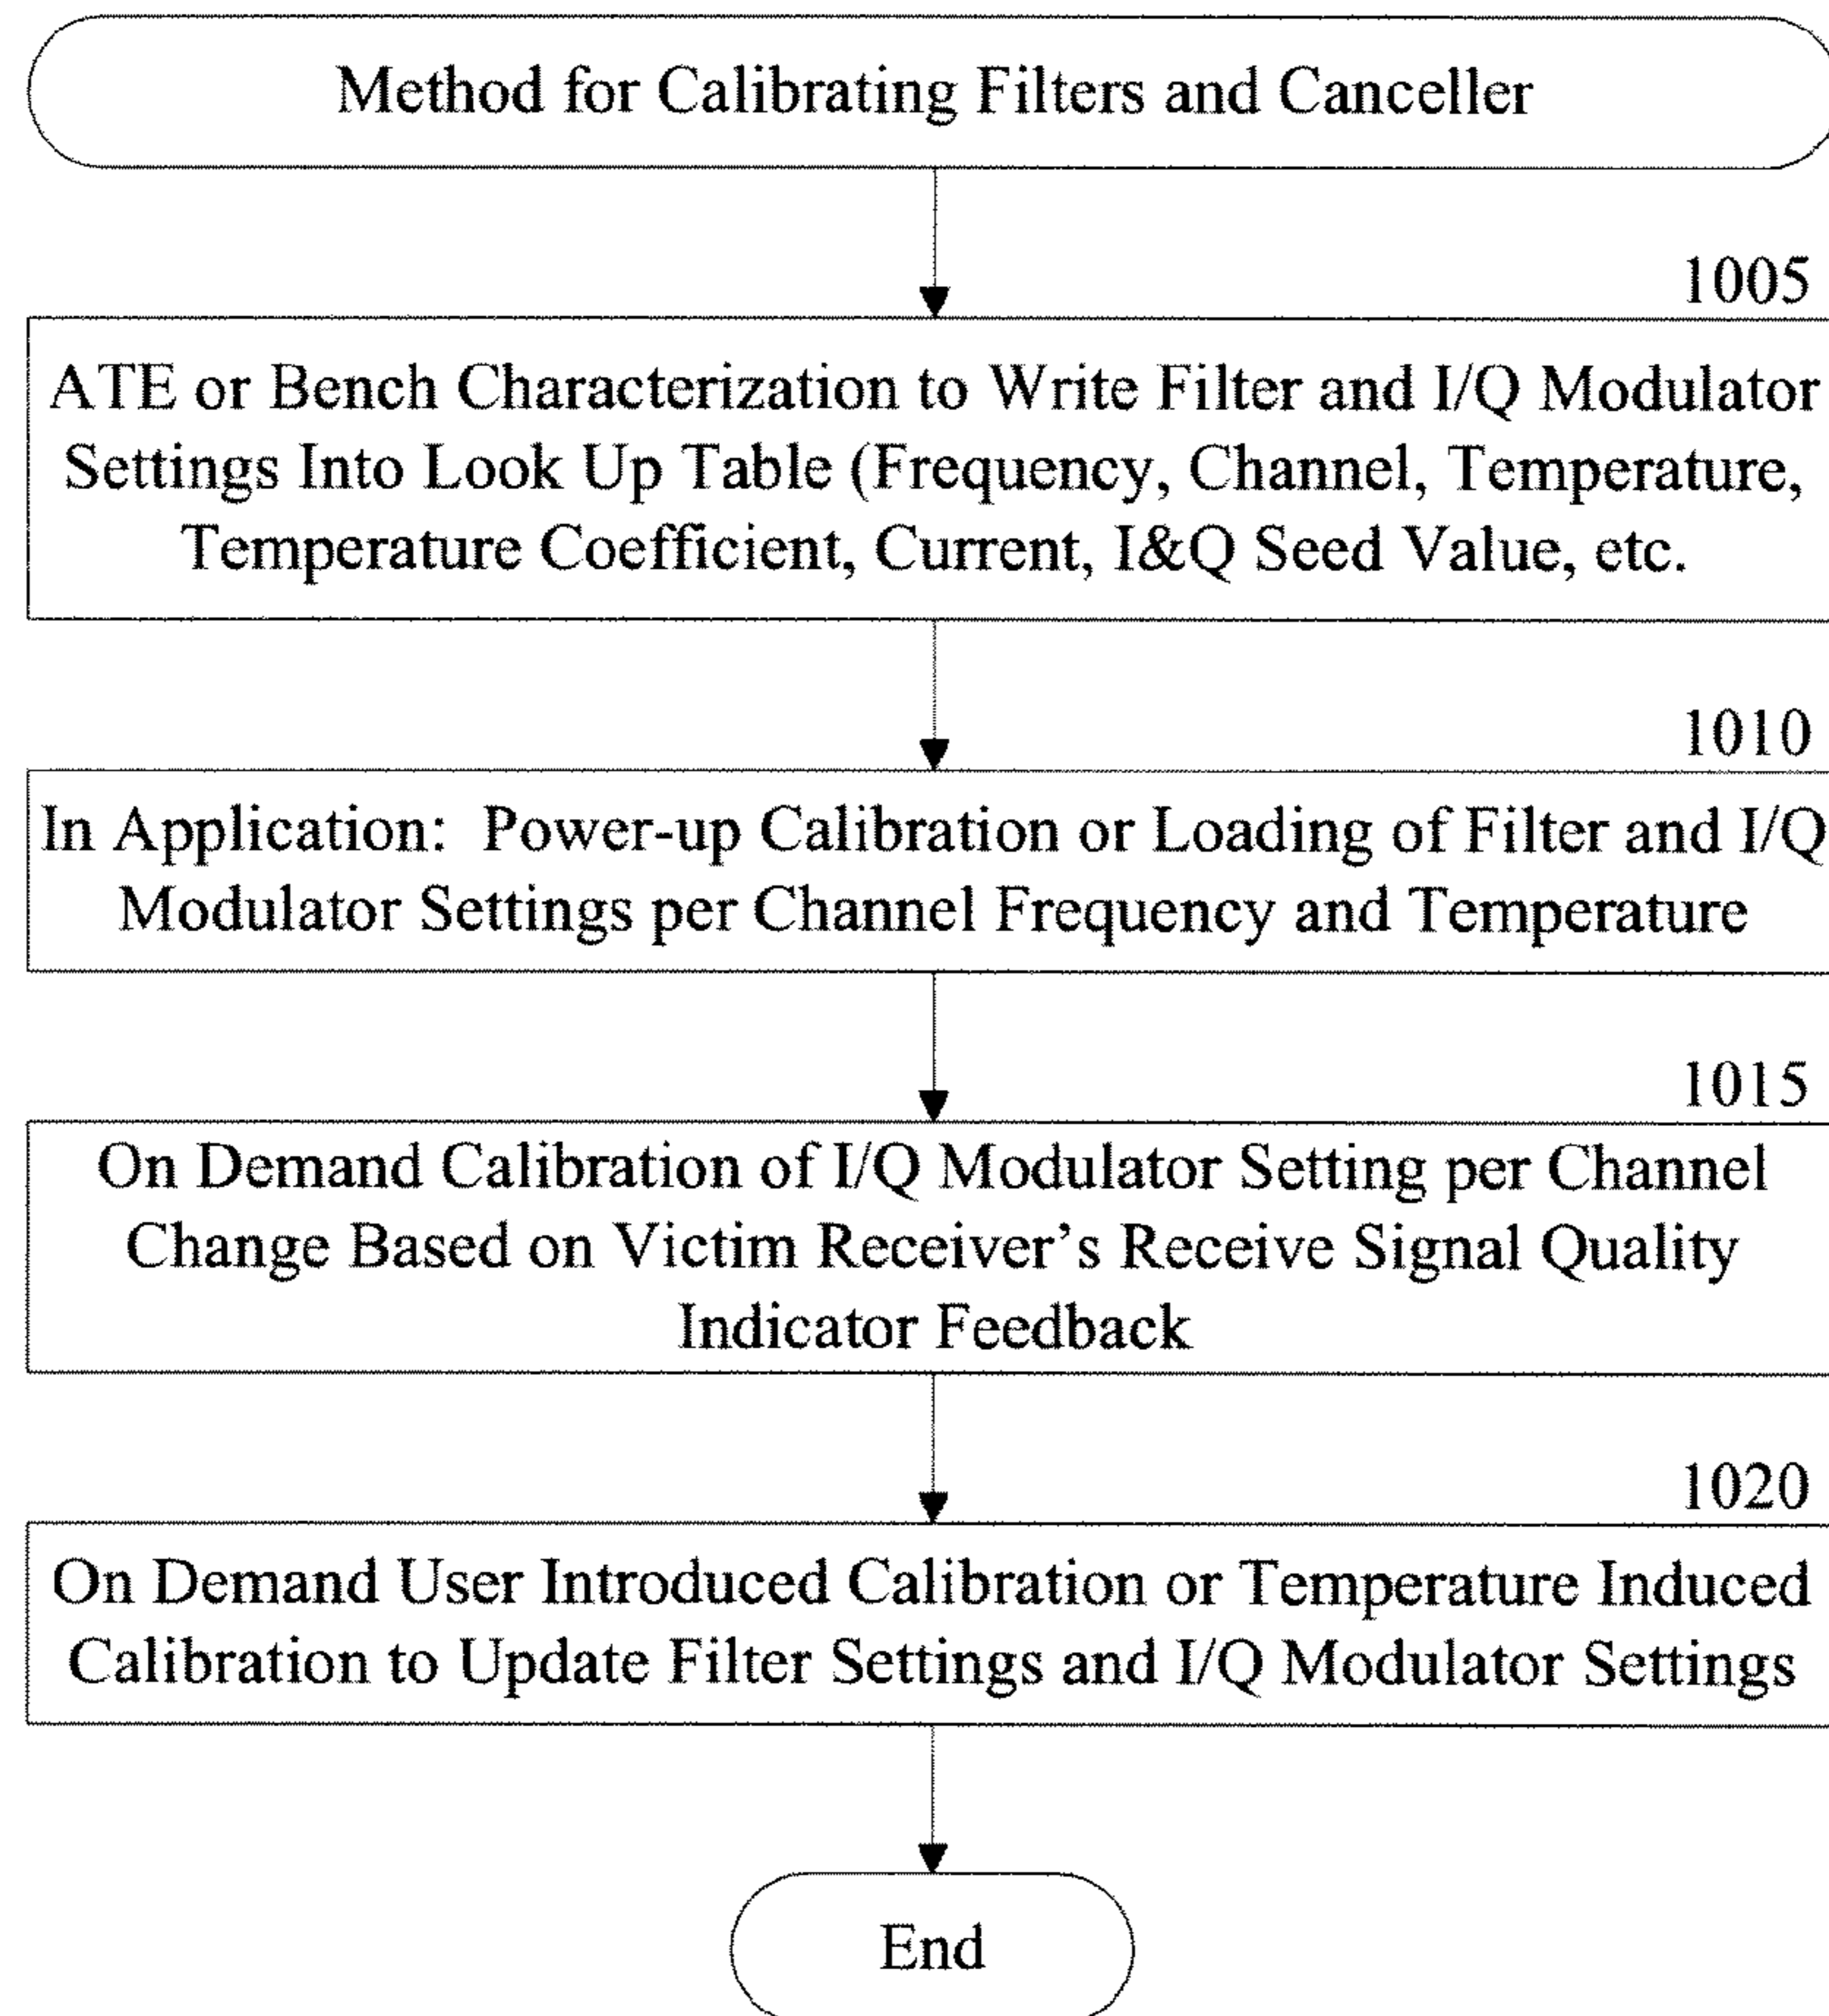 Method for Calibrating Filters and Canceller
1005
ATE or Bench Characterization to Write Filter and I/Q Modulator
Settings Into Look Up Table (Frequency, Channel, Temperature,
Temperature Coefficient, Current, I&Q Seed Value, etc.
1010
In Application:  Power-up Calibration or Loading of Filter and I/Q
Modulator Settings per Channel Frequency and Temperature
1015
On Demand Calibration of I/Q Modulator Setting per Channel
Change Based on Victim Receiver’s Receive Signal Quality
Indicator Feedback
1020
On Demand User Introduced Calibration or Temperature Induced
Calibration to Update Filter Settings and I/Q Modulator Settings
End